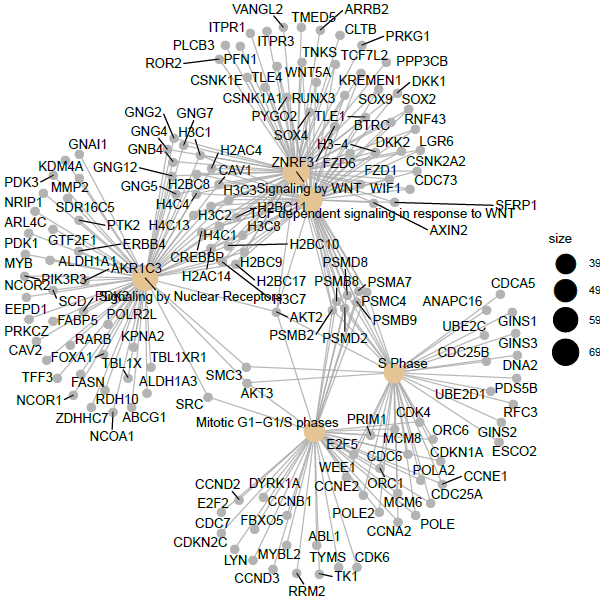 VANGL2
TMED5
ARRB2
ITPR1
ITPR3
CLTB
PRKG1
PLCB3
PFN1
TNKS
TCF7L2
ROR2
PPP3CB
CSNK1E
TLE4
WNT5A
KREMEN1
DKK1
CSNK1A1
RUNX3
SOX9
SOX2
GNG2
GNG7
PYGO2
TLE1
RNF43
GNG4
H3C1
SOX4
BTRC
GNAI1
GNB4
H2AC4
H3-4
DKK2
LGR6
KDM4A
GNG12
CAV1
ZNRF3
FZD6
CSNK2A2
PDK3
MMP2
GNG5
H2BC8
H3C3
FZD1
CDC73
Signaling by WNT
WIF1
NRIP1
SDR16C5
H4C4
H2BC11
SFRP1
ARL4C
PTK2
H4C13
H3C2
TCF dependent signaling in response to WNT
H3C8
AXIN2
PDK1
GTF2F1
ERBB4
H4C1
H2BC10
MYB
ALDH1A1
AKR1C3
CREBBP
H2BC9
PSMD8
NCOR2
PIK3R3
H2AC14
H2BC17
PSMB8
PSMA7
CDCA5
SCD
Signaling by Nuclear Receptors
H3C7
PSMC4
ANAPC16
EEPD1
FABP5
POLR2L
AKT2
PSMB9
GNIS1
PRKCZ
RARB
KPNA2
PSMB2
PSMD2
UBE2C
GINS3
CAV2
FOXA1
TBL1X
TBL1XR1
CDC25B
DNA2
TFF3
FASN
ALDH1A3
SMC3
S Phase
UBE2D1
PDS5B
NCOR1
RDH10
SRC
AKT3
RFC3
ZDHHC7
ABCG1
Mitotic G1−G1/S phases
PRIM1
CDK4
ORC6
GINS2
NCOA1
E2F5
MCM8
CDKN1A
ESCO2
WEE1
CDC6
POLA2
CCNE1
CCND2
DYRK1A
CCNE2
ORC1
CDC25A
E2F2
CCNB1
MCM6
CDC7
FBXO5
POLE2
POLE
CDKN2C
ABL1
CCNA2
LYN
MYBL2
TYMS
CDK6
CCND3
TK1
RRM2
size
39
49
59
69